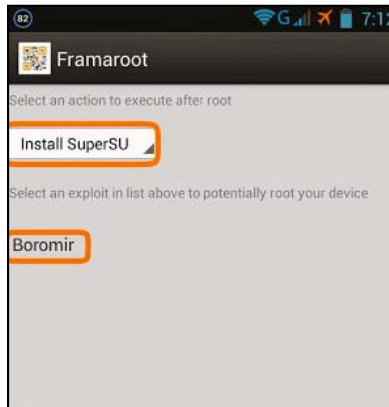 82
G
7:12
Framaroot
Select an action to execute after root
Install SuperSU
Select an exploit in list above to potentially root your device
Boromir